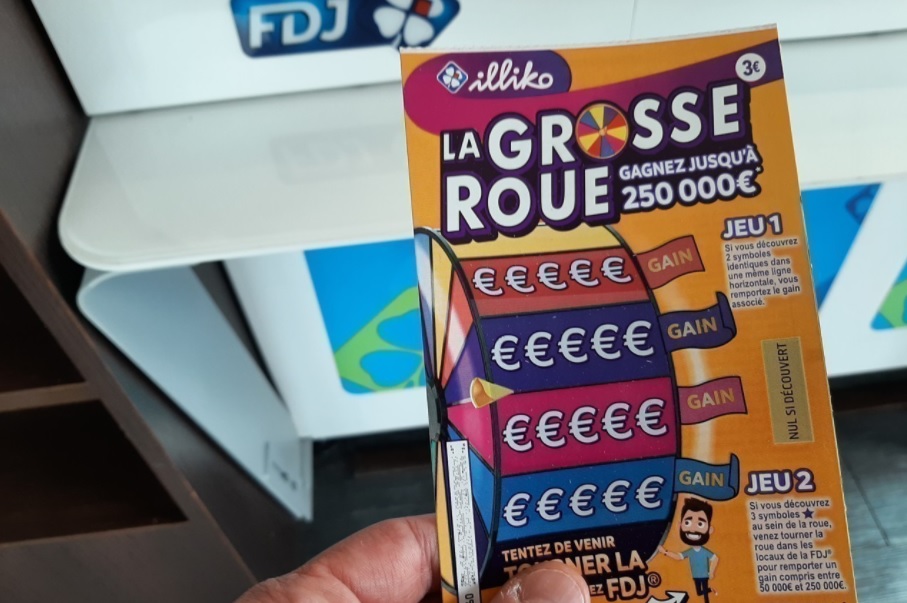 FDJ
illiko
3€
LA GROSSE
ROUE
GAGNEZ JUSQU'À
250 000€*
JEU 1
Si vous découvrez
2 symboles
identiques dans
une même ligne
horizontale, vous
remportez le gain
associé.
€€€€€ GAIN
€€€€€ GAIN
€€€€€ GAIN
€€€€€ GAIN
NUL SI DÉCOUVERT
JEU 2
Si vous découvrez
3 symboles ★
au sein de la roue,
venez tourner la
roue dans les
locaux de la FDJ®
pour remporter un
gain compris entre
50 000€ et 250 000€.
TENTEZ DE VENIR
LA
FDJ®